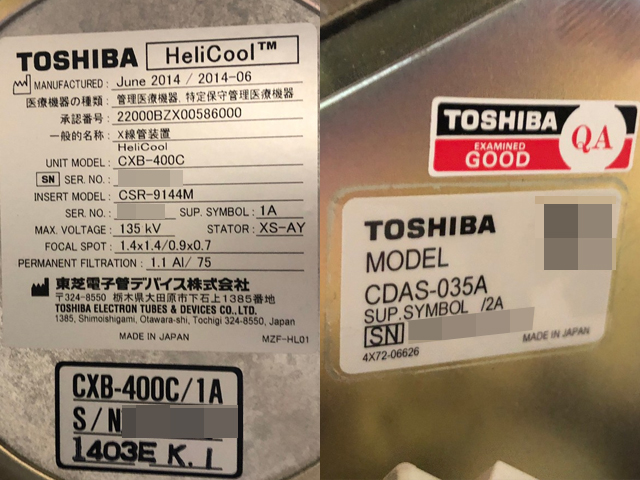 TOSHIBA HeliCool™
MANUFACTURED: June 2014 / 2014-06
医療機器の種類: 管理医療機器, 特定保守管理医療機器
承認番号: 22000BZX00586000
一般的名称: X線管装置
HeliCool
UNIT MODEL: CXB-400C
SN SER. NO.:
INSERT MODEL: CSR-9144M
SER. NO.: SUP. SYMBOL: 1A
MAX. VOLTAGE: 135 kV STATOR: XS-AY
FOCAL SPOT: 1.4x1.4/0.9x0.7
PERMANENT FILTRATION: 1.1 Al/ 75
東芝電子管デバイス株式会社
〒324-8550 栃木県大田原市下石上1385番地
TOSHIBA ELECTRON TUBES & DEVICES CO., LTD.
1385, Shimoishigami, Otawara-shi, Tochigi 324-8550, Japan
MADE IN JAPAN MZF-HL01
CXB-400C/1A
S/N
1403E K. I
TOSHIBA QA
EXAMINED
GOOD
TOSHIBA
MODEL
CDAS-035A
SUP. SYMBOL /2A
SN
4X72-06626 MADE IN JAPAN